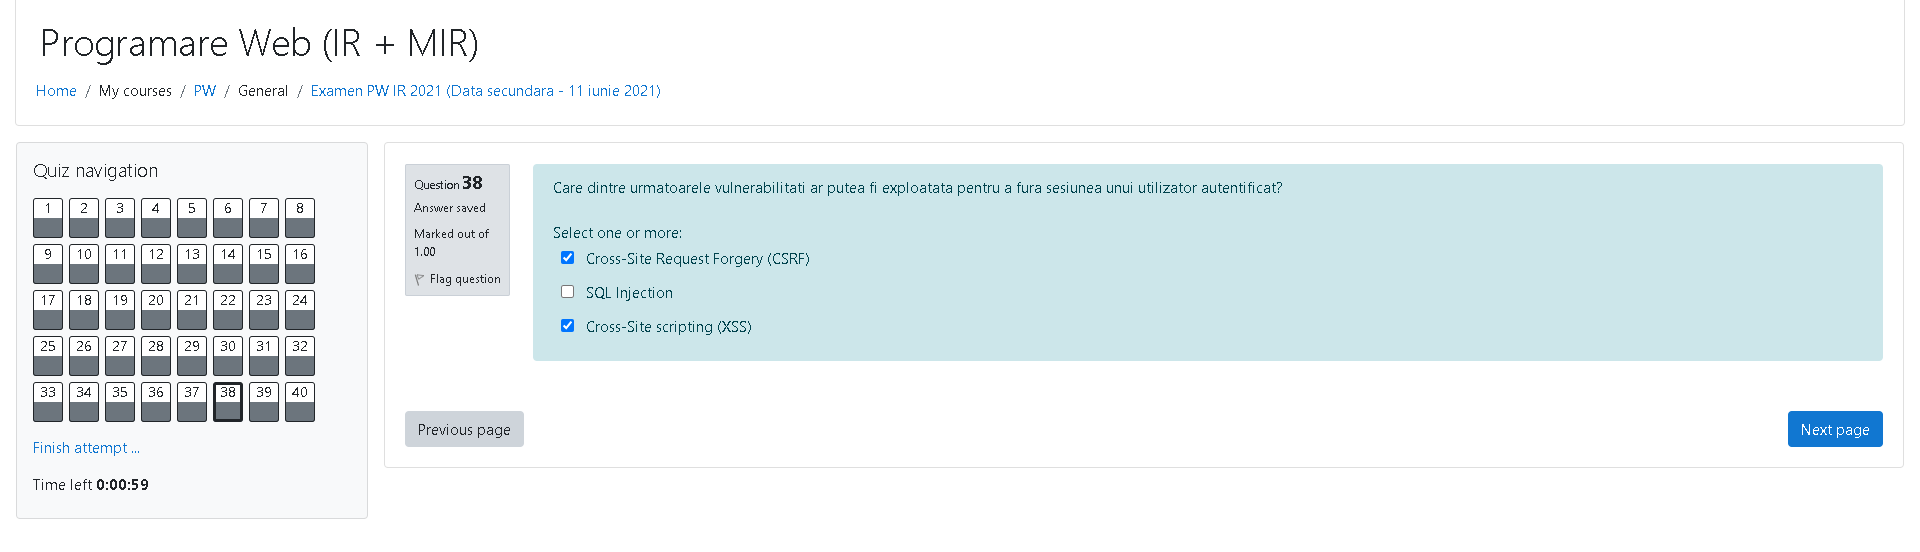 Programare Web (IR + MIR)
Home / My courses / PW / General / Examen PW IR 2021 (Data secundara - 11 iunie 2021)
Quiz navigation
1 2 3 4 5 6 7 8
9 10 11 12 13 14 15 16
17 18 19 20 21 22 23 24
25 26 27 28 29 30 31 32
33 34 35 36 37 38 39 40
Finish attempt ...
Time left 0:00:59
Question 38
Answer saved
Marked out of
1.00
Flag question
Care dintre urmatoarele vulnerabilitati ar putea fi exploatata pentru a fura sesiunea unui utilizator autentificat?
Select one or more:
Cross-Site Request Forgery (CSRF)
SQL Injection
Cross-Site scripting (XSS)
Previous page
Next page